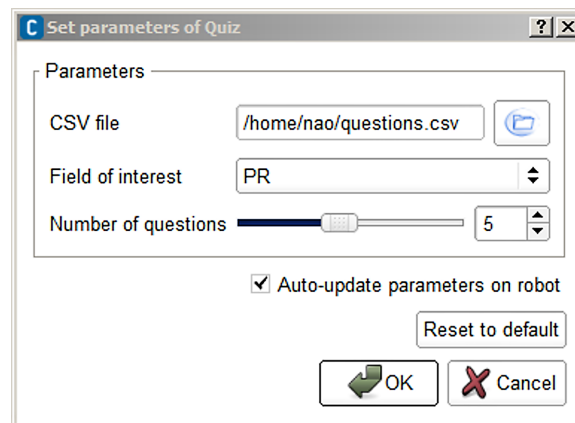 C Set parameters of Quiz ?
Parameters
CSV file /home/nao/questions.csv
Field of interest PR
Number of questions 5
Auto-update parameters on robot
Reset to default
OK Cancel